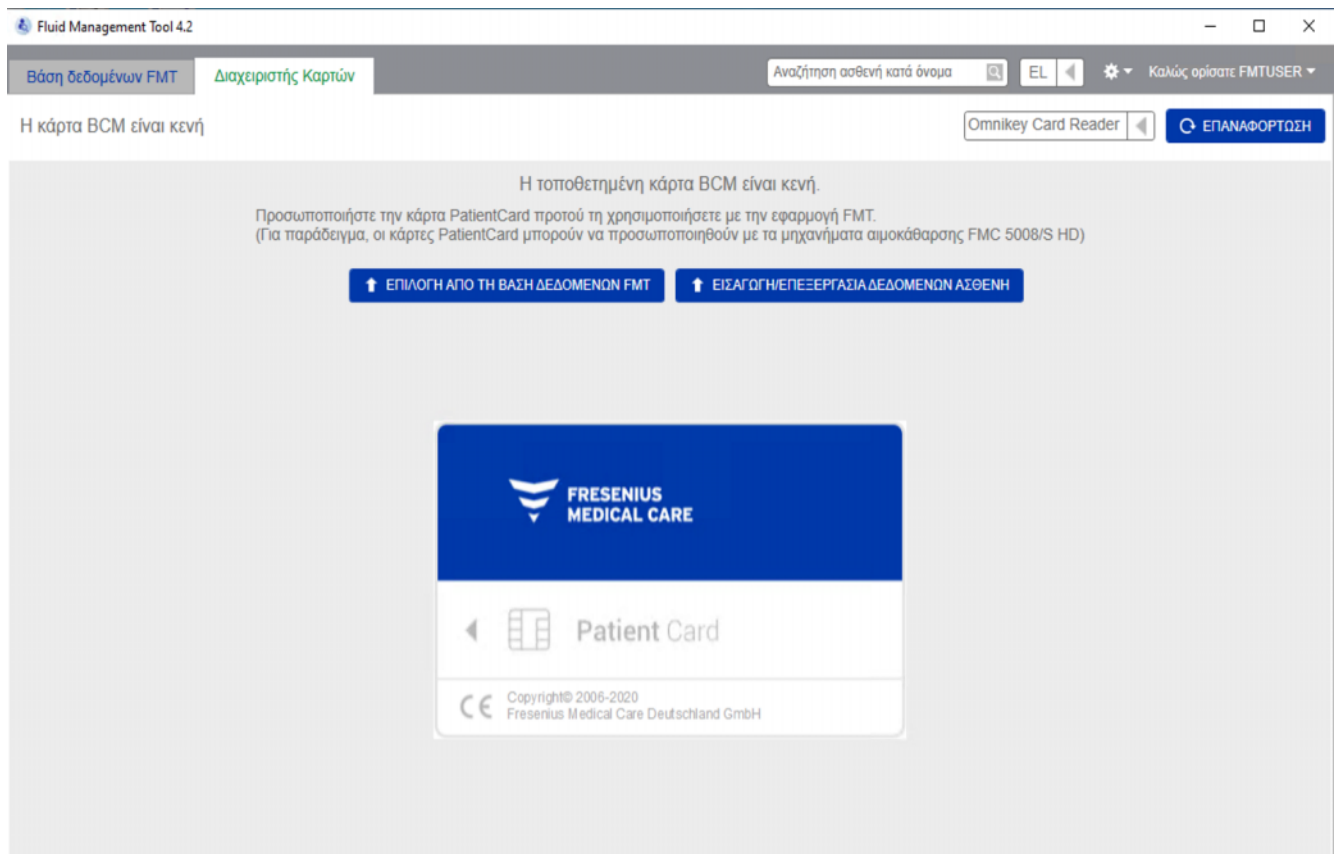 Fluid Management Tool 4.2
Βάση δεδομένων FMT
Διαχειριστής Καρτών
Αναζήτηση ασθενή κατά όνομα
EL
Καλώς ορίσατε FMTUSER
Η κάρτα BCM είναι κενή
Omnikey Card Reader
ΕΠΑΝΑΦΟΡΤΩΣΗ
Η τοποθετημένη κάρτα BCM είναι κενή.
Προσωποποιήστε την κάρτα PatientCard προτού τη χρησιμοποιήσετε με την εφαρμογή FMT.
(Για παράδειγμα, οι κάρτες PatientCard μπορούν να προσωποποιηθούν με τα μηχανήματα αιμοκάθαρσης FMC 5008/S HD)
ΕΠΙΛΟΓΗ ΑΠΟ ΤΗ ΒΑΣΗ ΔΕΔΟΜΕΝΩΝ FMT
ΕΙΣΑΓΩΓΗ/ΕΠΕΞΕΡΓΑΣΙΑ ΔΕΔΟΜΕΝΩΝ ΑΣΘΕΝΗ
FRESENIUS
MEDICAL CARE
Patient Card
CE
Copyright© 2006-2020
Fresenius Medical Care Deutschland GmbH